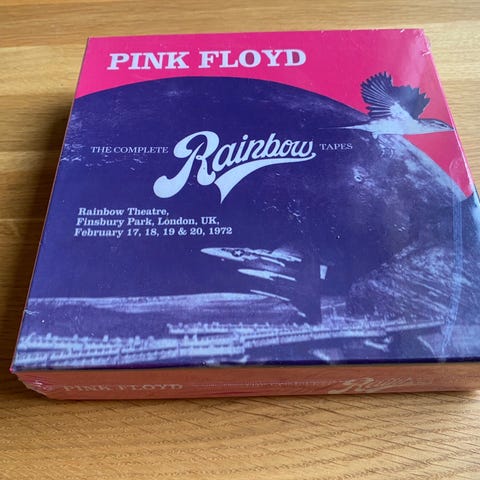 PINK FLOYD
THE COMPLETE Rainbow TAPES
Rainbow Theatre,
Finsbury Park, London, UK,
February 17, 18, 19 & 20, 1972
PINK FLOYD